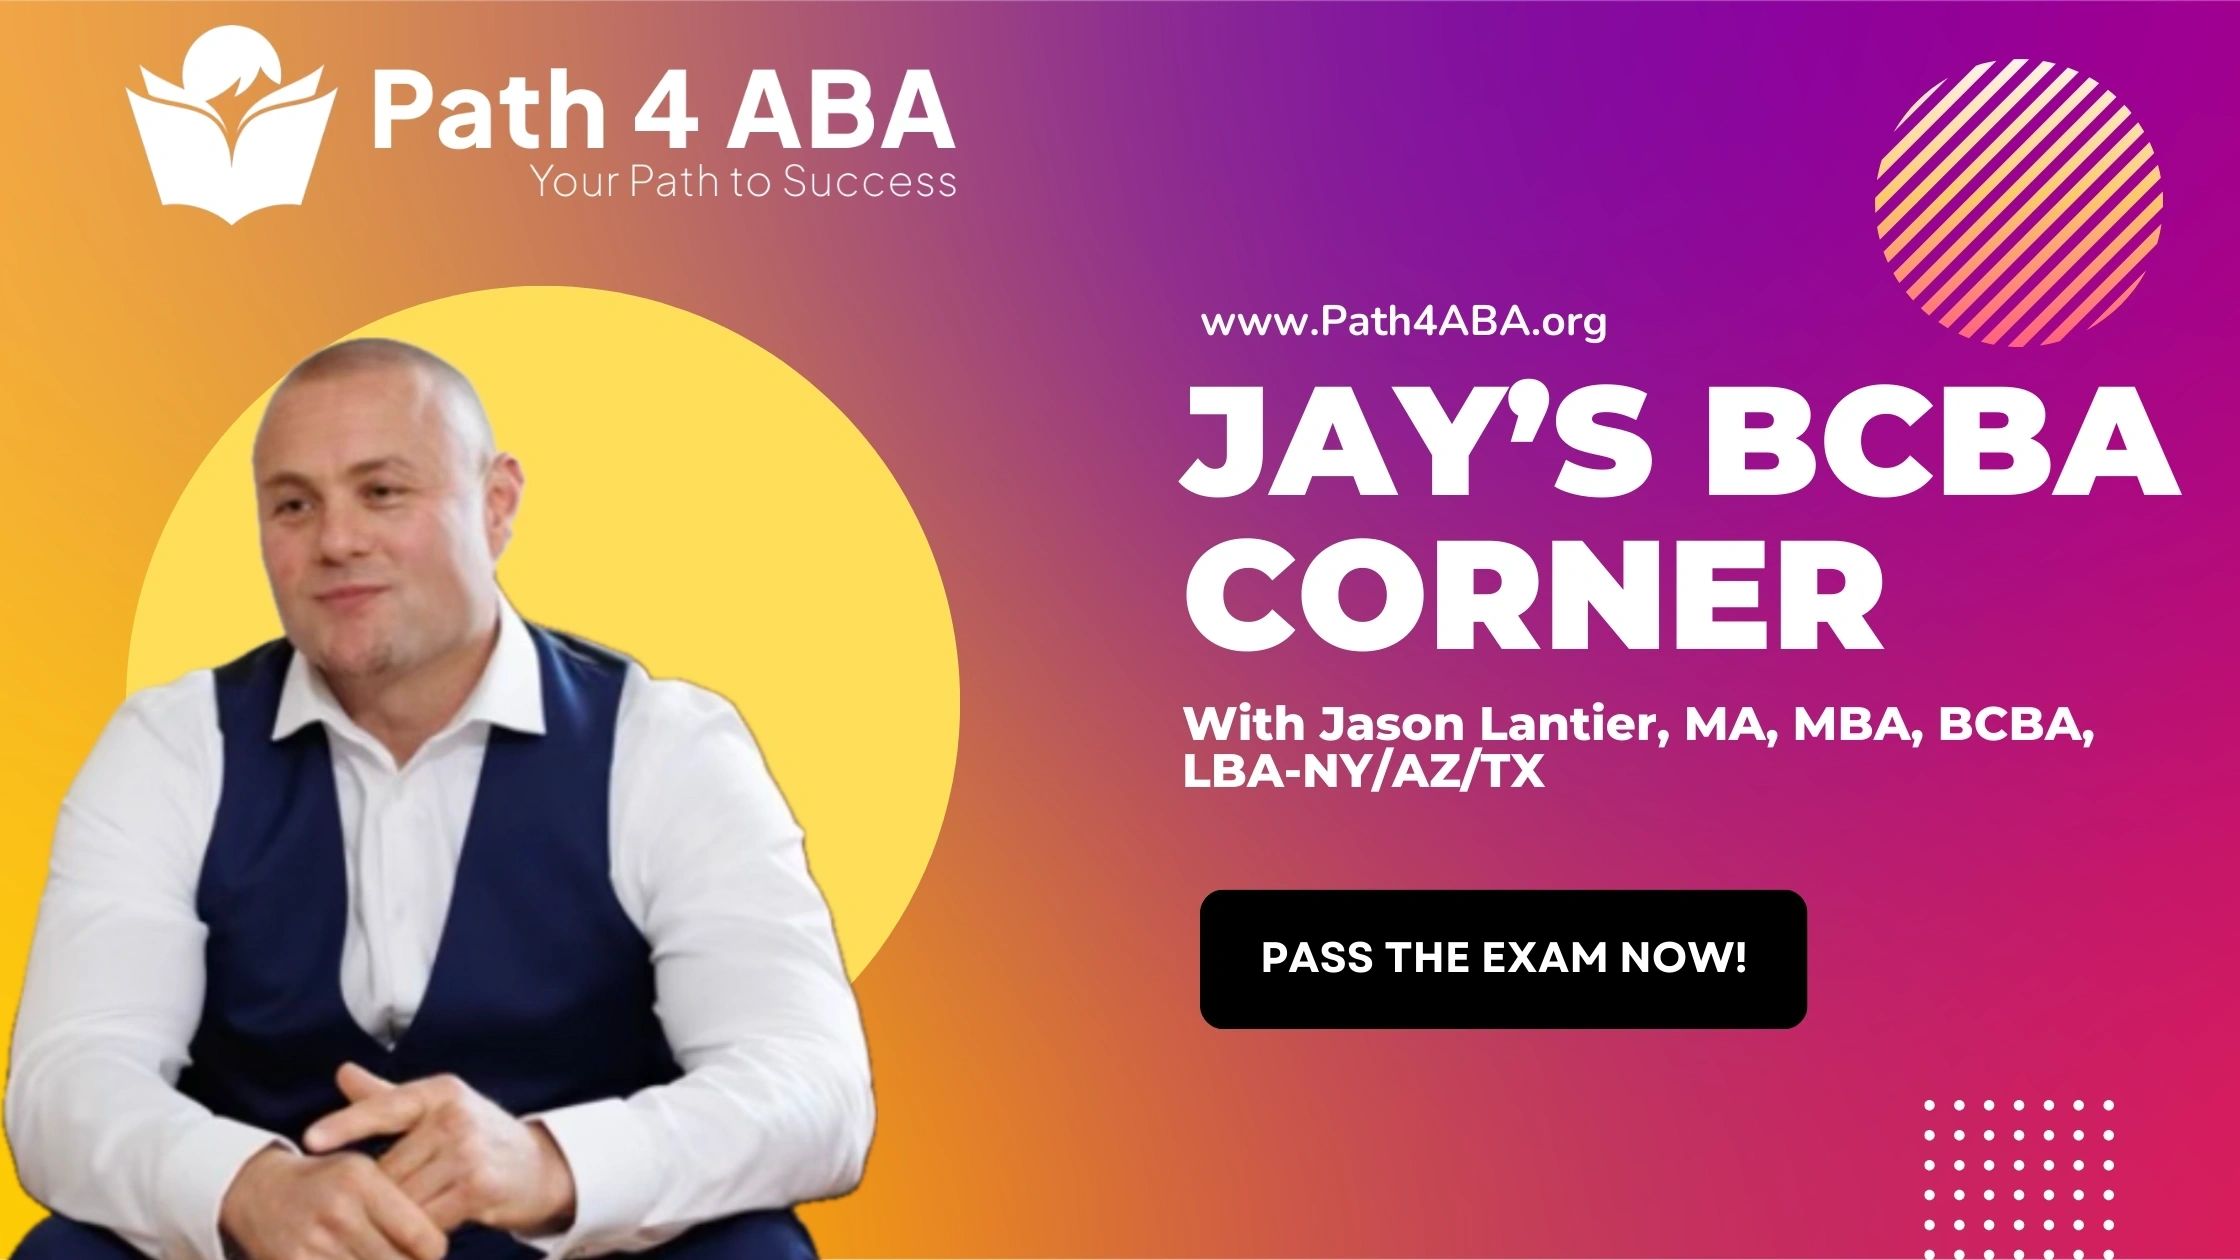 Path 4 ABA
Your Path to Success
www.Path4ABA.org
JAY’S BCBA
CORNER
With Jason Lantier, MA, MBA, BCBA,
LBA-NY/AZ/TX
PASS THE EXAM NOW!